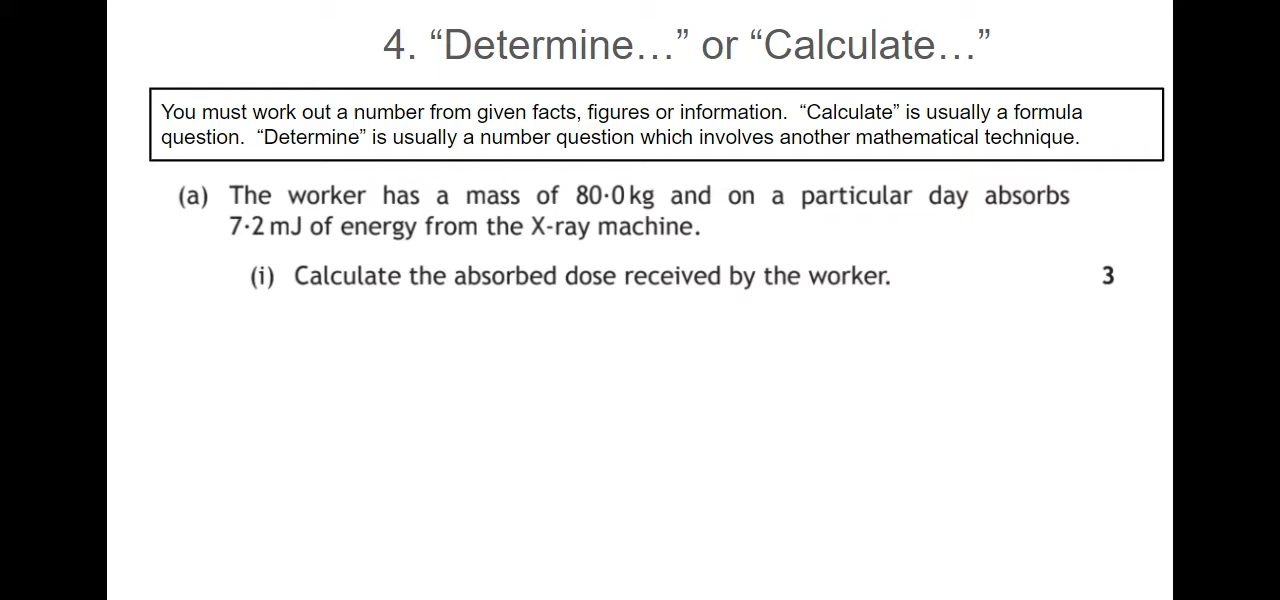 4. “Determine…” or “Calculate…”
You must work out a number from given facts, figures or information.  “Calculate” is usually a formula
question.  “Determine” is usually a number question which involves another mathematical technique.
(a) The worker has a mass of 80·0 kg and on a particular day absorbs
7·2 mJ of energy from the X-ray machine.
(i) Calculate the absorbed dose received by the worker. 3